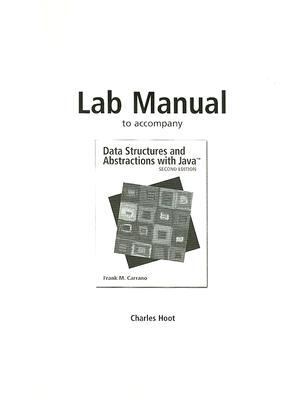 Lab Manual
to accompany
Data Structures and
Abstractions with Java™
SECOND EDITION
Frank M. Carrano
Charles Hoot